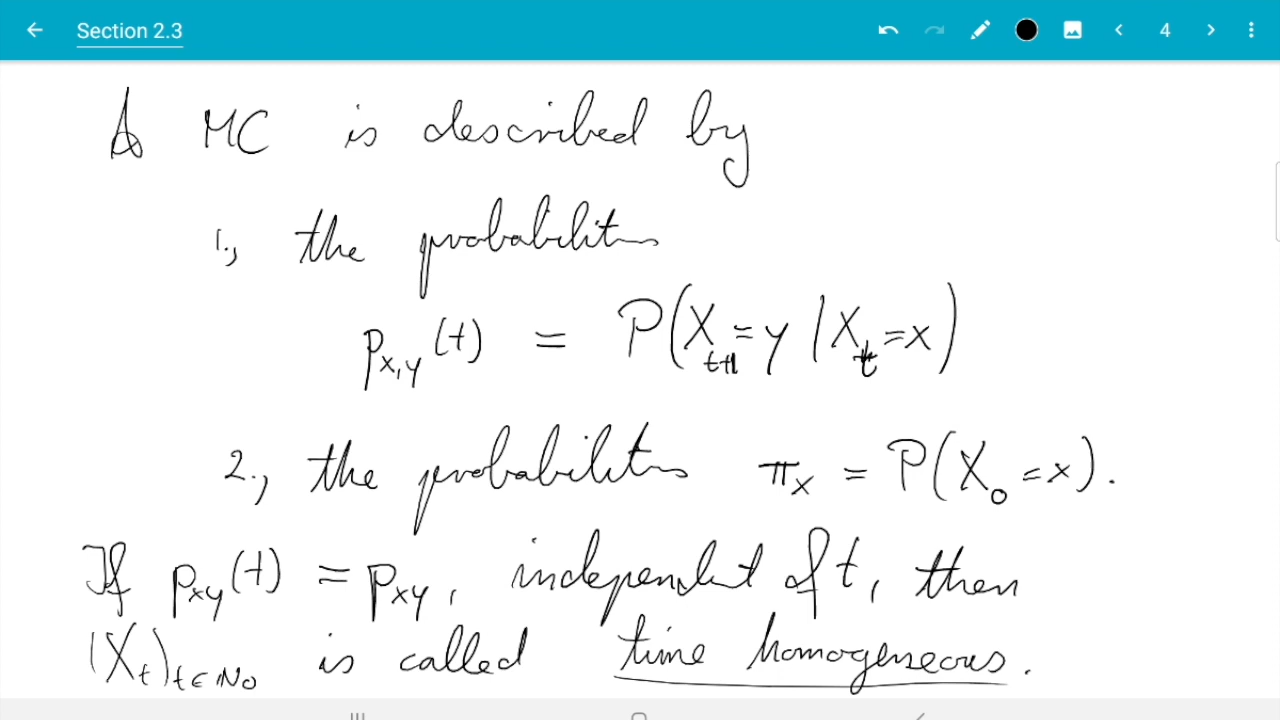 Section 2.3
4
A MC is described by
1., the probabilities
p_{x,y}(t) = P(X_{t+1} = y | X_t = x)
2., the probabilities π_x = P(X_0 = x).
If p_{xy}(t) = p_{xy}, independent of t, then
(X_t)_{t∈ℕ_0} is called time homogeneous.